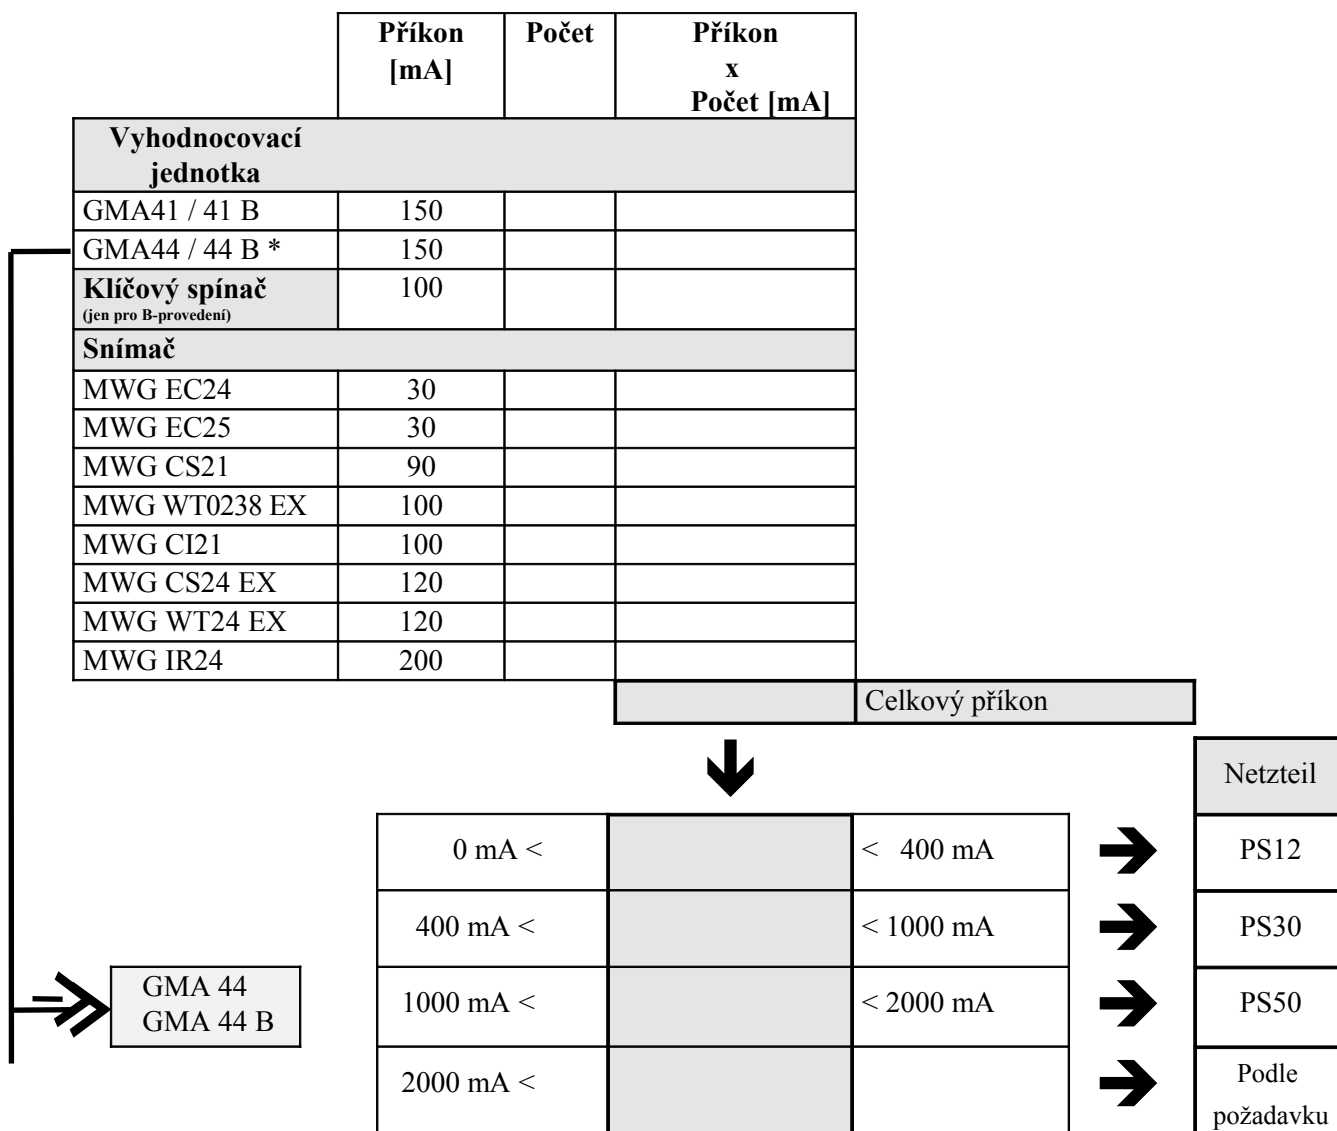 Příkon Počet Příkon
[mA] x
Počet [mA]
Vyhodnocovací
jednotka
GMA41 / 41 B 150
GMA44 / 44 B * 150
Klíčový spínač 100
(jen pro B-provedení)
Snímač
MWG EC24 30
MWG EC25 30
MWG CS21 90
MWG WT0238 EX 100
MWG CI21 100
MWG CS24 EX 120
MWG WT24 EX 120
MWG IR24 200
Celkový příkon
Netzteil
0 mA < < 400 mA PS12
400 mA < < 1000 mA PS30
GMA 44
GMA 44 B
1000 mA < < 2000 mA PS50
2000 mA < Podle
požadavku